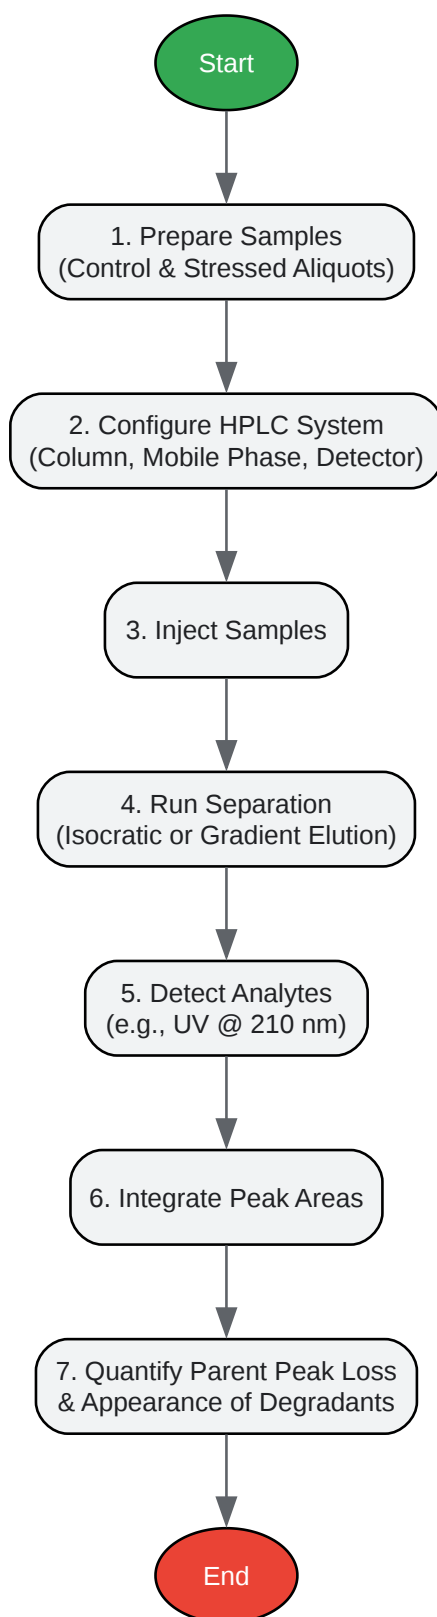 Start
1. Prepare Samples
(Control & Stressed Aliquots)
2. Configure HPLC System
(Column, Mobile Phase, Detector)
3. Inject Samples
4. Run Separation
(Isocratic or Gradient Elution)
5. Detect Analytes
(e.g., UV @ 210 nm)
6. Integrate Peak Areas
7. Quantify Parent Peak Loss
& Appearance of Degradants
End